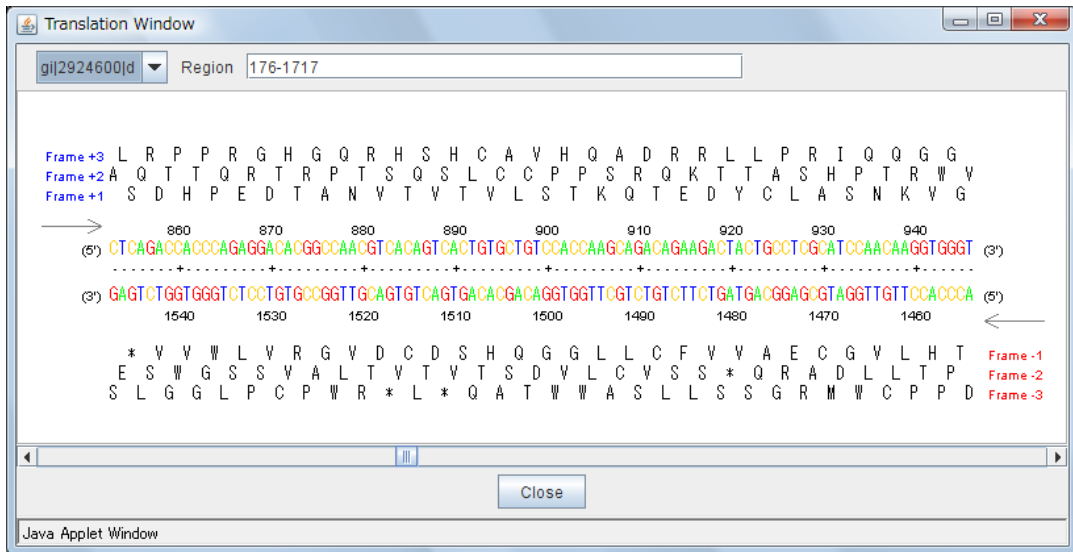 Translation Window
gi|2924600|d Region 176-1717
Frame +3 L R P P R G H G Q R H S H C A V H Q A D R R L L P R I Q Q G G
Frame +2 A Q T T Q R T R P T S Q S L C C P P S R Q K T T A S H P T R W V
Frame +1 S D H P E D T A N V T V T V L S T K Q T E D Y C L A S N K V G
860 870 880 890 900 910 920 930 940
(5') CTCAGACCACCCAGAGGACACGGCCAACGTCACAGTCACTGTGCTGTCCACCAAGCAGACAGAAGACTACTGCCTCGCATCCAACAAGGTGGGT (3')
.......+.........+.........+.........+.........+.........+.........+.........+.........+......
(3') GAGTCTGGTGGGTCTCCTGTGCCGGTTGCAGTGTCAGTGACACGACAGGTGGTTCGTCTGTCTTCTGATGACGGAGCGTAGGTTGTTCCACCCA (5')
1540 1530 1520 1510 1500 1490 1480 1470 1460
* V V W L V R G V D C D S H Q G G L L C F V V A E C G V L H T Frame -1
E S W G S S V A L T V T V T S D V L C V S S * Q R A D L L T P Frame -2
S L G G L P C P W R * L * Q A T W W A S L L S S G R M W C P P D Frame -3
Close
Java Applet Window